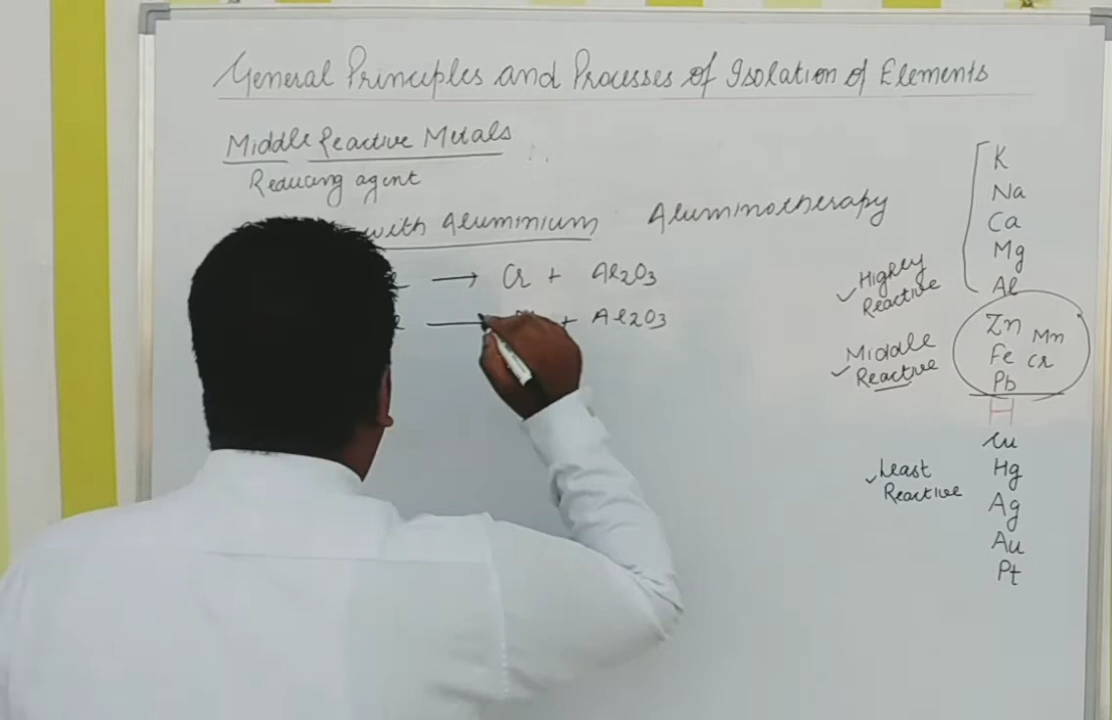 General Principles and Processes of Isolation of Elements
Middle Reactive Metals
Reducing agent
with Aluminium Aluminotherapy
→ Cr + Al2O3
+ Al2O3
Highly
Reactive
Middle
Reactive
Least
Reactive
K
Na
Ca
Mg
Al
Zn Mn
Fe Cr
Pb
H
Cu
Hg
Ag
Au
Pt